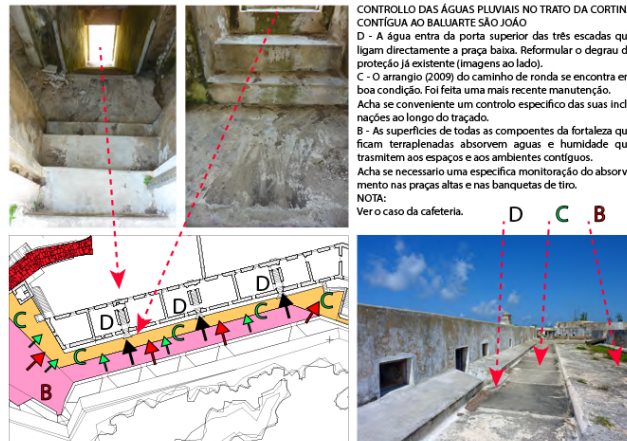 CONTROLLO DAS ÁGUAS PLUVIAIS NO TRATO DA CORTIN
CONTÍGUA AO BALUARTE SÃO JOÃO
D - A água entra da porta superior das três escadas qu
ligam directamente a praça baixa. Reformular o degrau d
proteção já existente (imagens ao lado).
C - O arrangio (2009) do caminho de ronda se encontra er
boa condição. Foi feita uma mais recente manutenção.
Acha se conveniente um controlo especifico das suas incl
nações ao longo do traçado.
B - As superfícies de todas as compoentes da fortaleza qu
ficam terraplenadas absorvem aguas e humidade qu
trasmitem aos espaços e aos ambientes contíguos.
Acha se necessario uma especifica monitoração do absorv
mento nas praças altas e nas banquetas de tiro.
NOTA:
Ver o caso da cafeteria.
D C B
D D D
C C C C C
B